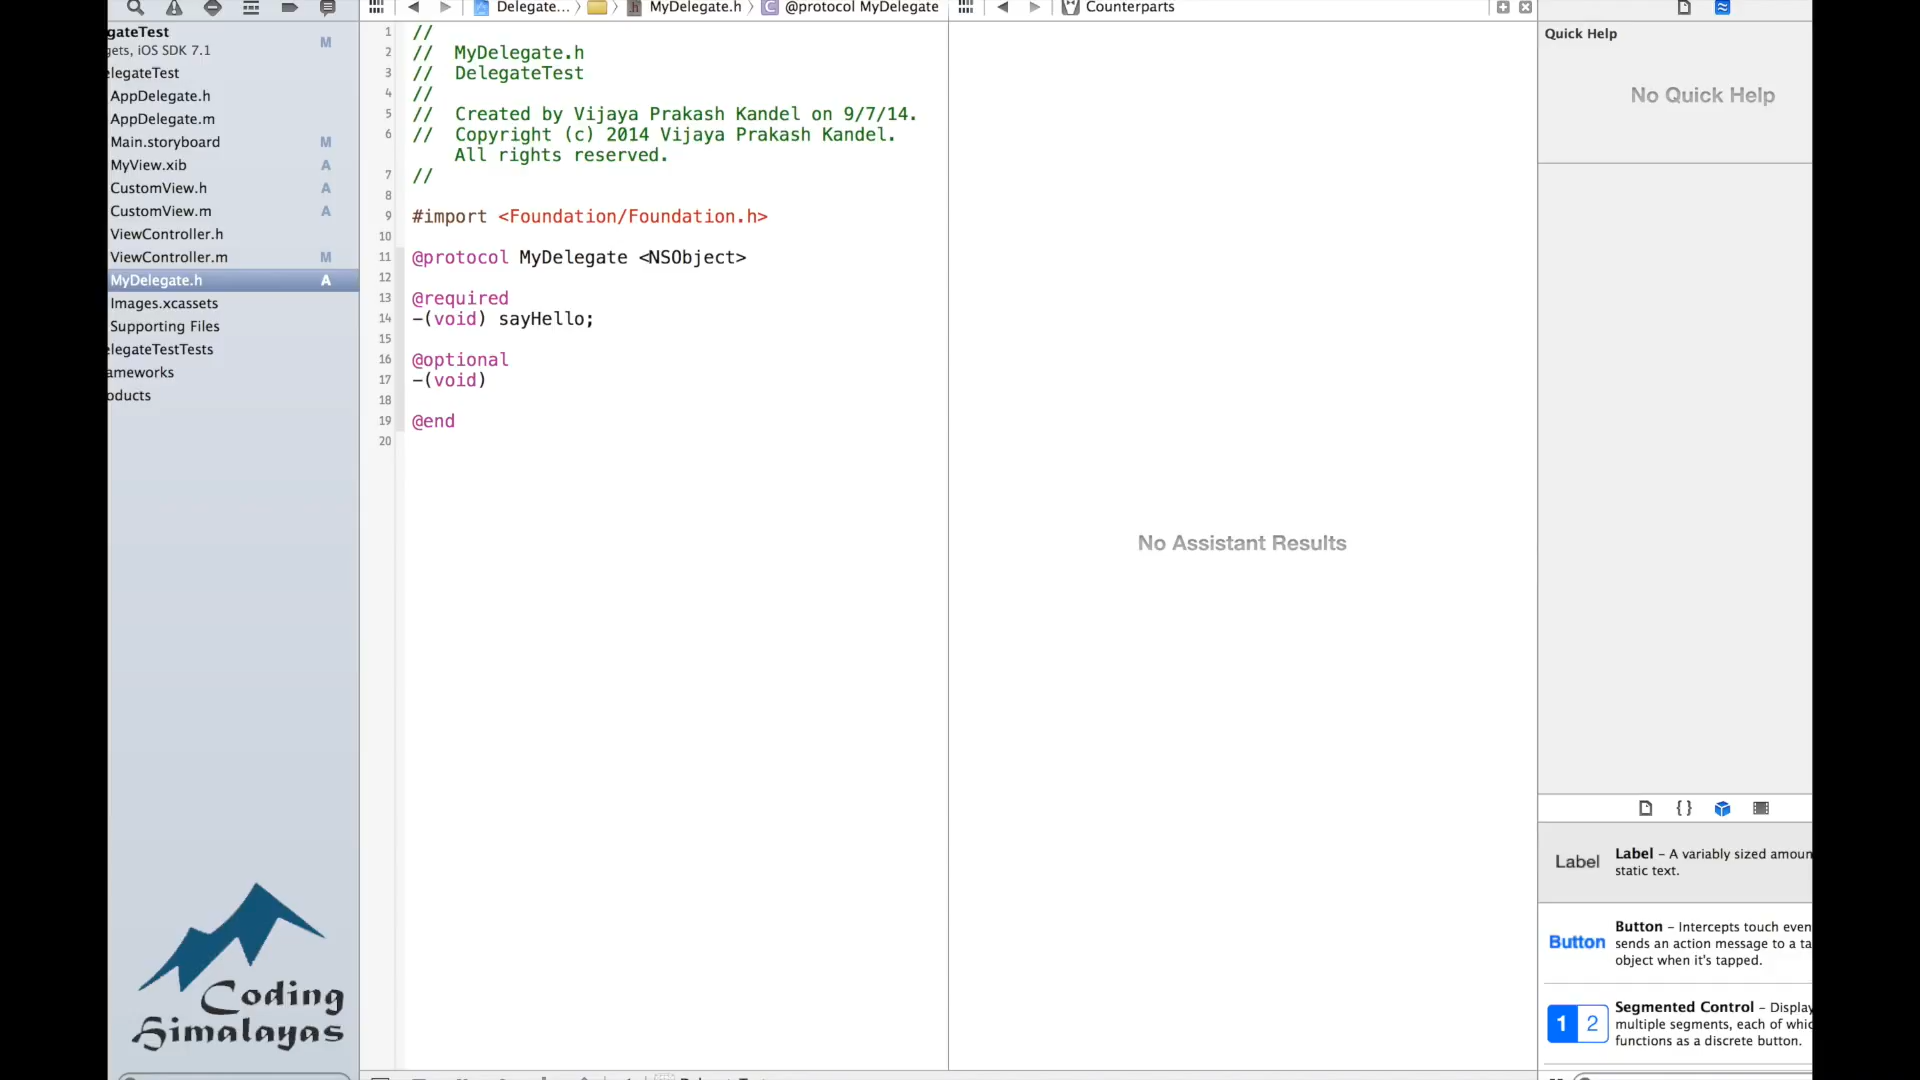 Delegate... MyDelegate.h @protocol MyDelegate Counterparts
gateTest
gets, iOS SDK 7.1
M
elegateTest
AppDelegate.h
AppDelegate.m
Main.storyboard M
MyView.xib A
CustomView.h A
CustomView.m A
ViewController.h
ViewController.m M
MyDelegate.h A
Images.xcassets
Supporting Files
elegateTestTests
ameworks
oducts
Coding
Himalayas
1 //
2 //  MyDelegate.h
3 //  DelegateTest
4 //
5 //  Created by Vijaya Prakash Kandel on 9/7/14.
6 //  Copyright (c) 2014 Vijaya Prakash Kandel.
All rights reserved.
7 //
8
9 #import <Foundation/Foundation.h>
10
11 @protocol MyDelegate <NSObject>
12
13 @required
14 -(void) sayHello;
15
16 @optional
17 -(void)
18
19 @end
20
No Assistant Results
Quick Help
No Quick Help
{ }
Label
Label – A variably sized amoun
static text.
Button
Button – Intercepts touch even
sends an action message to a ta
object when it's tapped.
1 2
Segmented Control – Display
multiple segments, each of whic
functions as a discrete button.